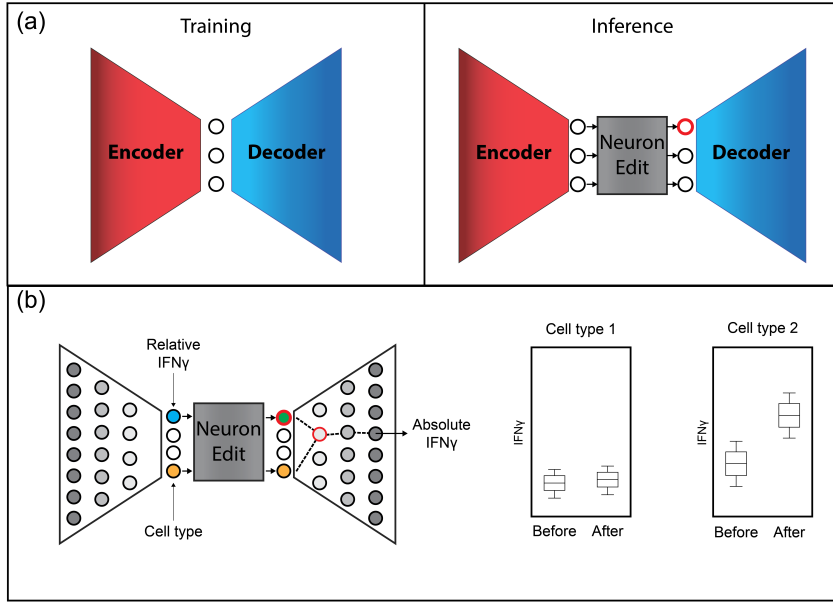 (a)
Training
Encoder
Decoder
Inference
Encoder
Neuron
Edit
Decoder
(b)
Relative
IFNγ
Neuron
Edit
Cell type
Absolute
IFNγ
Cell type 1
IFNγ
Before After
Cell type 2
IFNγ
Before After